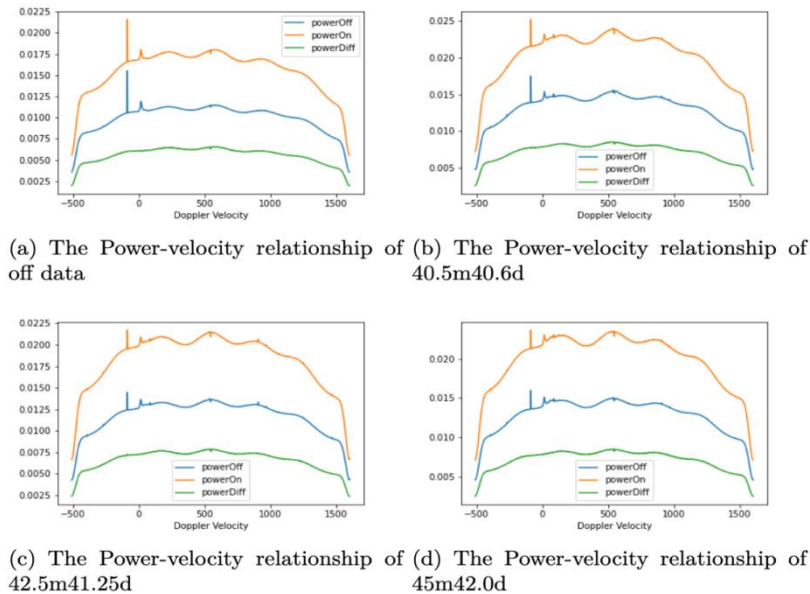 0.0225
0.0200
0.0175
0.0150
0.0125
0.0100
0.0075
0.0050
0.0025
powerOff
powerOn
powerDiff
−500 0 500 1000 1500
Doppler Velocity
0.025
0.020
0.015
0.010
0.005
powerOff
powerOn
powerDiff
−500 0 500 1000 1500
Doppler Velocity
(a) The Power-velocity relationship of
off data
(b) The Power-velocity relationship of
40.5m40.6d
0.0225
0.0200
0.0175
0.0150
0.0125
0.0100
0.0075
0.0050
0.0025
powerOff
powerOn
powerDiff
−500 0 500 1000 1500
Doppler Velocity
0.020
0.015
0.010
0.005
powerOff
powerOn
powerDiff
−500 0 500 1000 1500
Doppler Velocity
(c) The Power-velocity relationship of
42.5m41.25d
(d) The Power-velocity relationship of
45m42.0d